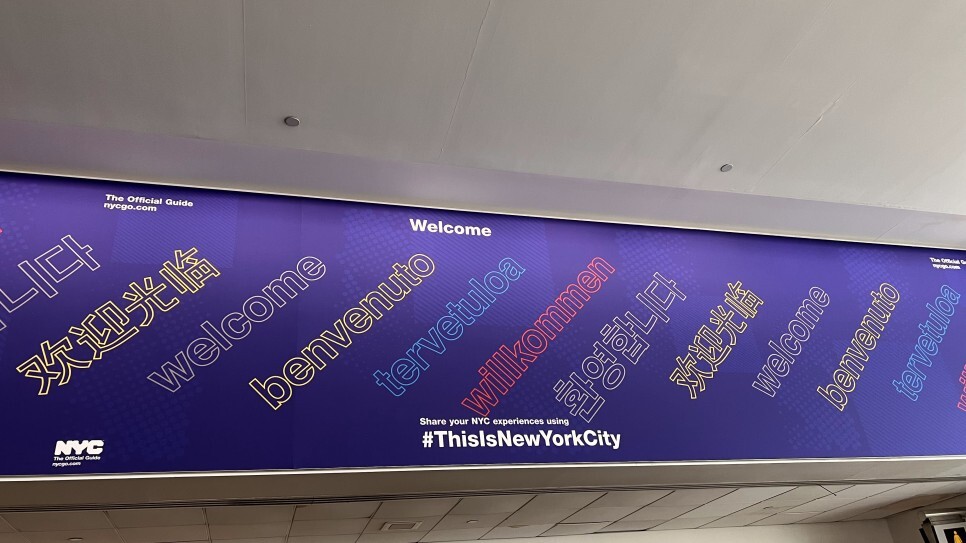 The Official Guide
nycgo.com
Welcome
The Official
nycgo.com
니다
欢迎光临
welcome
benvenuto
tervetuloa
willkommen
환영합니다
欢迎光临
welcome
benvenuto
tervetuloa
Share your NYC experiences using
#ThisIsNewYorkCity
NYC
The Official Guide
nycgo.com